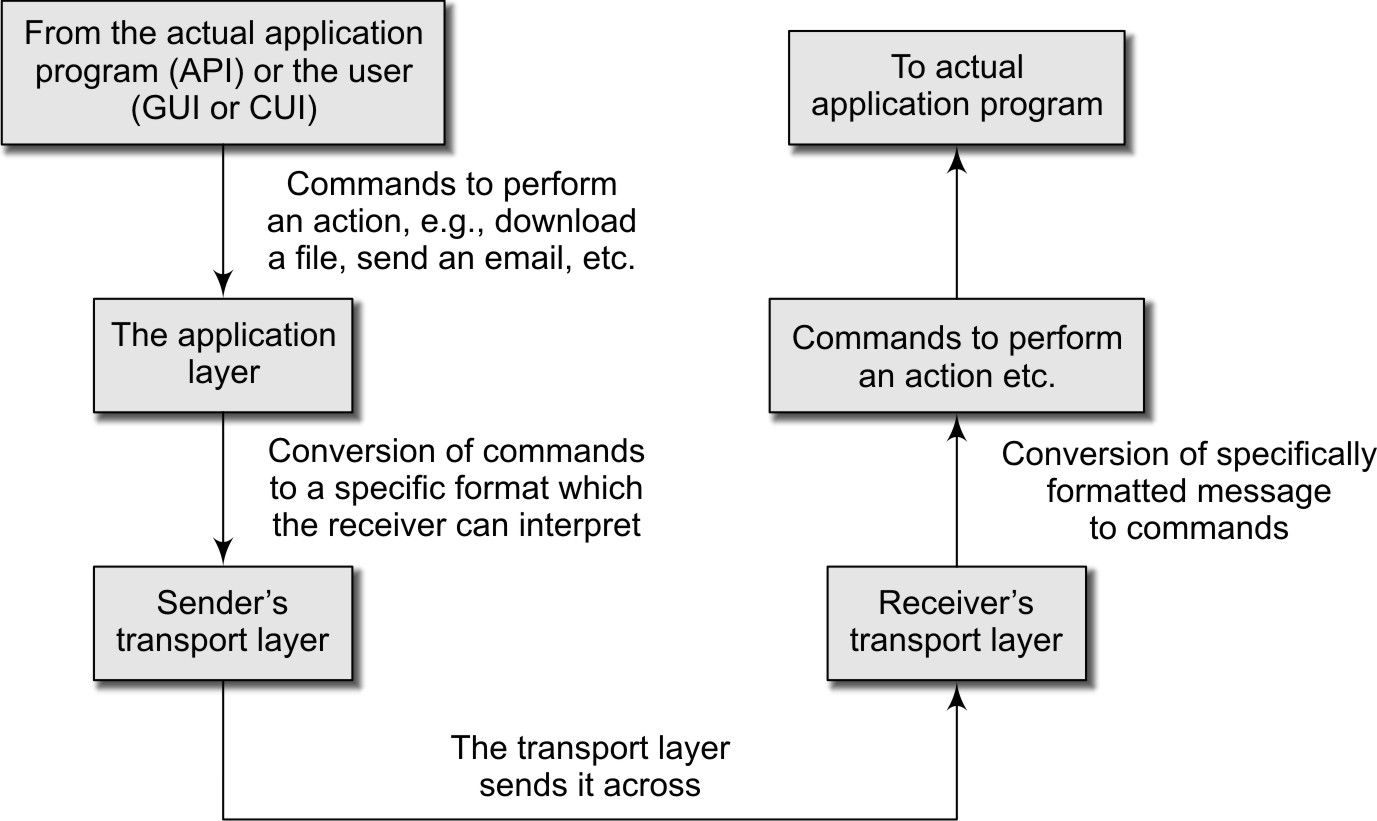 From the actual application
program (API) or the user
(GUI or CUI)
Commands to perform
an action, e.g., download
a file, send an email, etc.
The application
layer
Conversion of commands
to a specific format which
the receiver can interpret
Sender’s
transport layer
The transport layer
sends it across
Receiver’s
transport layer
Conversion of specifically
formatted message
to commands
Commands to perform
an action etc.
To actual
application program